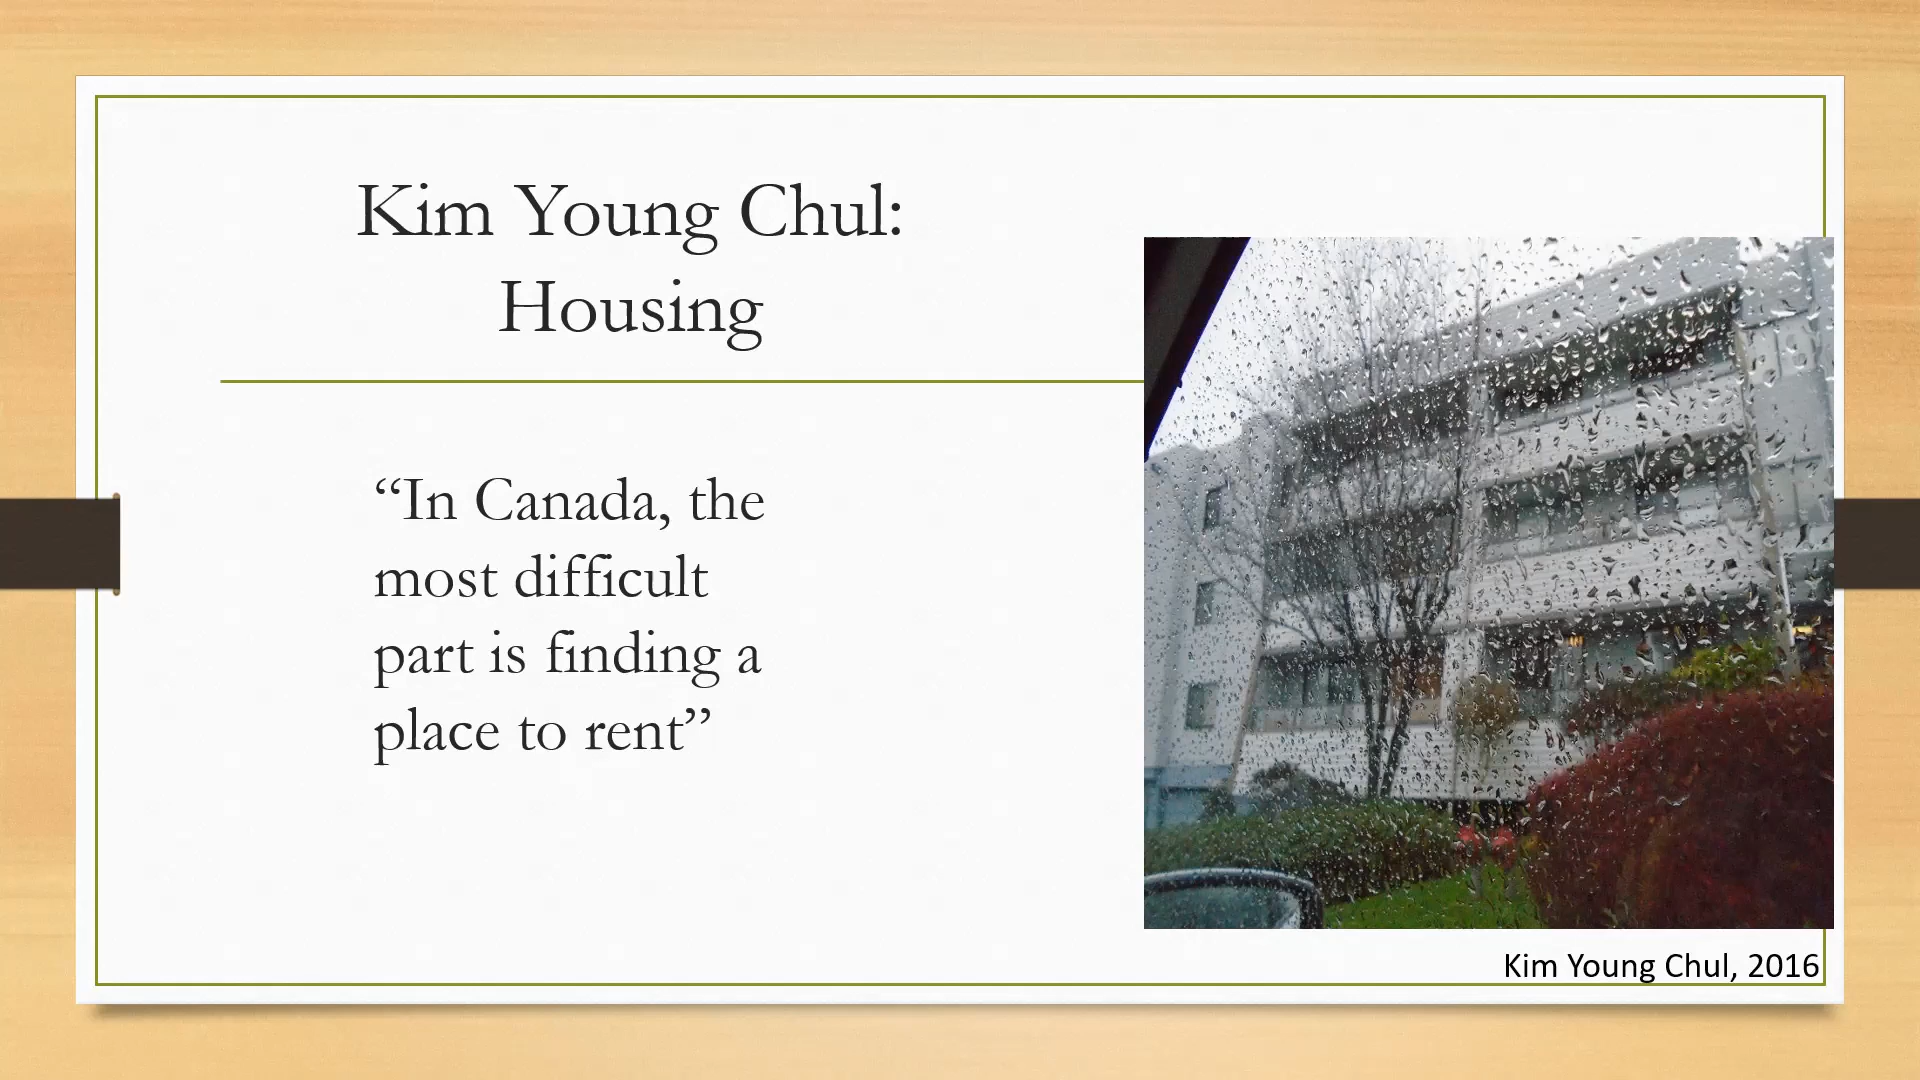 Kim Young Chul:
Housing
“In Canada, the
most difficult
part is finding a
place to rent”
Kim Young Chul, 2016